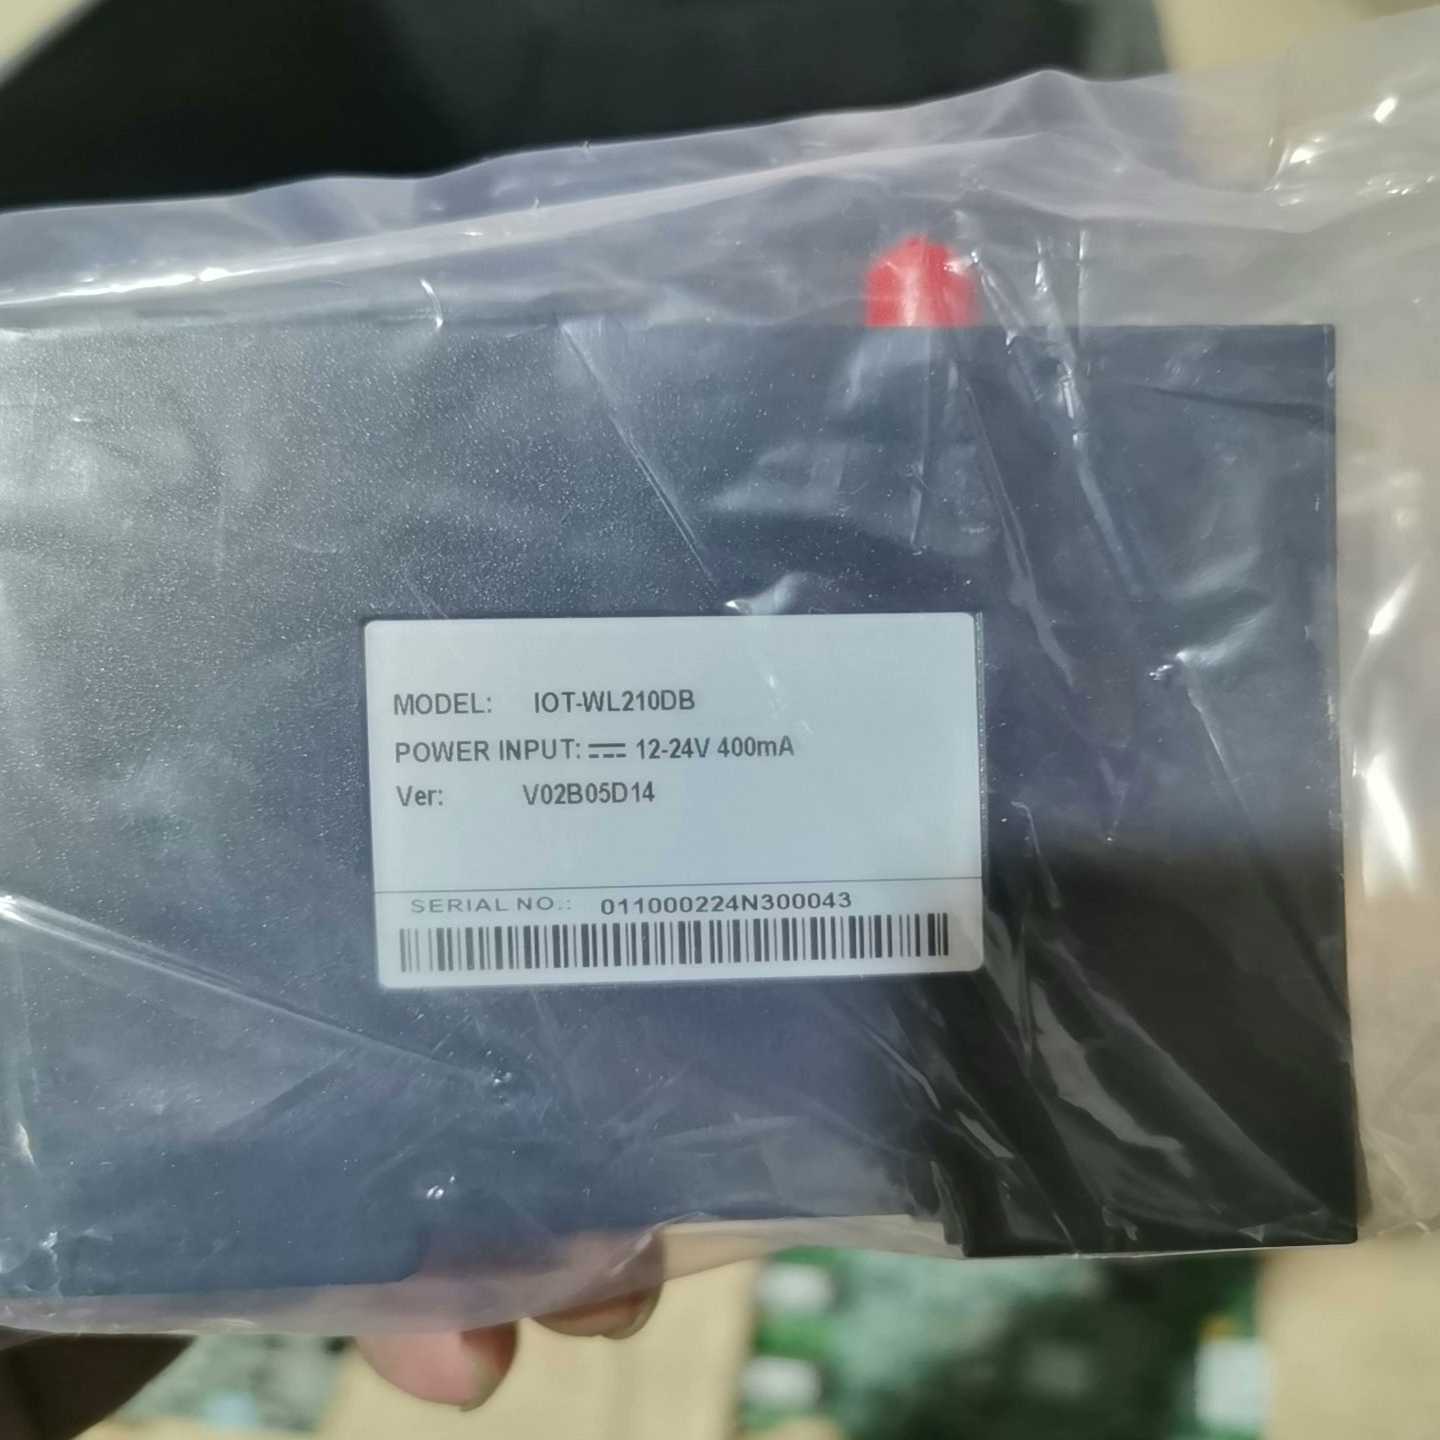 MODEL: IOT-WL210DB
POWER INPUT: ⎓ 12-24V 400mA
Ver: V02B05D14
SERIAL NO.: 011000224N300043